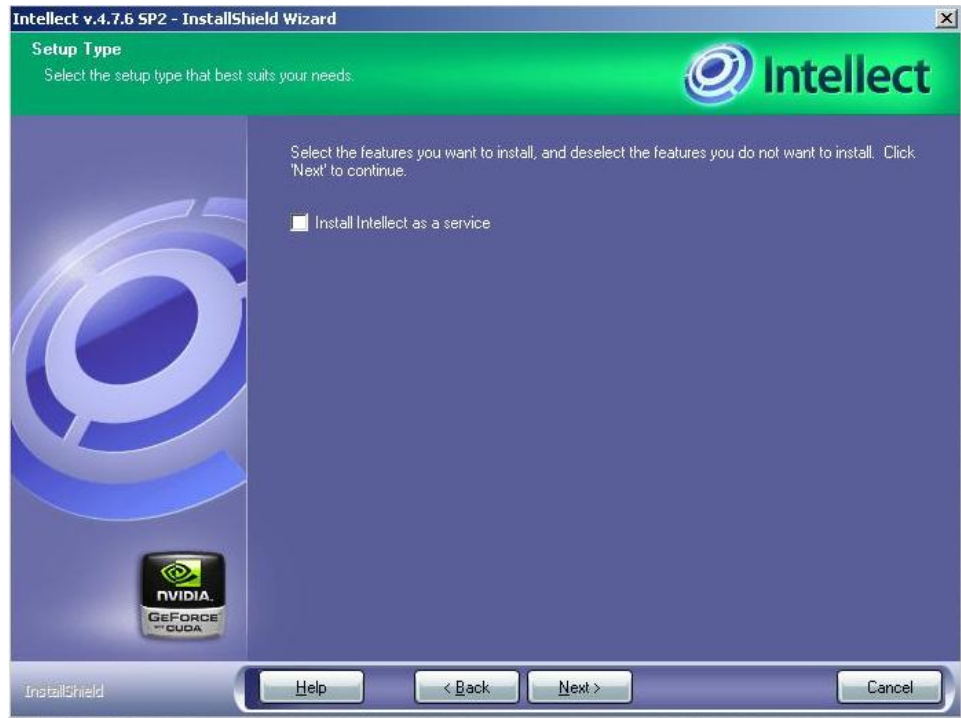 Intellect v.4.7.6 SP2 - InstallShield Wizard
Setup Type
Select the setup type that best suits your needs.
Intellect
Select the features you want to install, and deselect the features you do not want to install. Click
'Next' to continue.
Install Intellect as a service
NVIDIA.
GEFORCE
CUDA
InstallShield
Help
< Back
Next >
Cancel